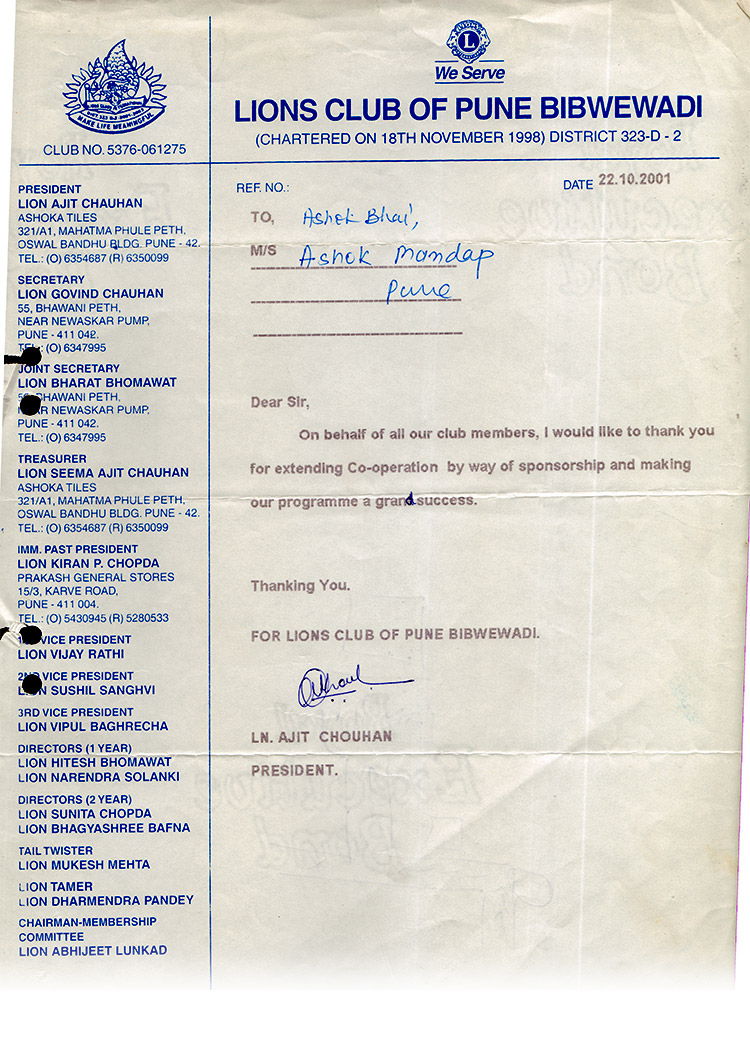 MAKE LIFE MEANINGFUL
CLUB NO. 5376-061275
L
We Serve
LIONS CLUB OF PUNE BIBWEWADI
(CHARTERED ON 18TH NOVEMBER 1998) DISTRICT 323-D - 2
PRESIDENT
LION AJIT CHAUHAN
ASHOKA TILES
321/A1, MAHATMA PHULE PETH,
OSWAL BANDHU BLDG. PUNE - 42.
TEL.: (O) 6354687 (R) 6350099
SECRETARY
LION GOVIND CHAUHAN
55, BHAWANI PETH,
NEAR NEWASKAR PUMP,
PUNE - 411 042.
TEL.: (O) 6347995
JOINT SECRETARY
LION BHARAT BHOMAWAT
BHAWANI PETH,
NEAR NEWASKAR PUMP,
PUNE - 411 042.
TEL.: (O) 6347995
TREASURER
LION SEEMA AJIT CHAUHAN
ASHOKA TILES
321/A1, MAHATMA PHULE PETH,
OSWAL BANDHU BLDG. PUNE - 42.
TEL.: (O) 6354687 (R) 6350099
IMM. PAST PRESIDENT
LION KIRAN P. CHOPDA
PRAKASH GENERAL STORES
15/3, KARVE ROAD,
PUNE - 411 004.
TEL.: (O) 5430945 (R) 5280533
1ST VICE PRESIDENT
LION VIJAY RATHI
2ND VICE PRESIDENT
LION SUSHIL SANGHVI
3RD VICE PRESIDENT
LION VIPUL BAGHRECHA
DIRECTORS (1 YEAR)
LION HITESH BHOMAWAT
LION NARENDRA SOLANKI
DIRECTORS (2 YEAR)
LION SUNITA CHOPDA
LION BHAGYASHREE BAFNA
TAIL TWISTER
LION MUKESH MEHTA
LION TAMER
LION DHARMENDRA PANDEY
CHAIRMAN-MEMBERSHIP
COMMITTEE
LION ABHIJEET LUNKAD
REF. NO.: DATE 22.10.2001
TO, Ashok Bhai,
M/S Ashok Mandap
Pune
Dear Sir,
On behalf of all our club members, I would like to thank you
for extending Co-operation by way of sponsorship and making
our programme a grand success.
Thanking You.
FOR LIONS CLUB OF PUNE BIBWEWADI.
LN. AJIT CHOUHAN
PRESIDENT.